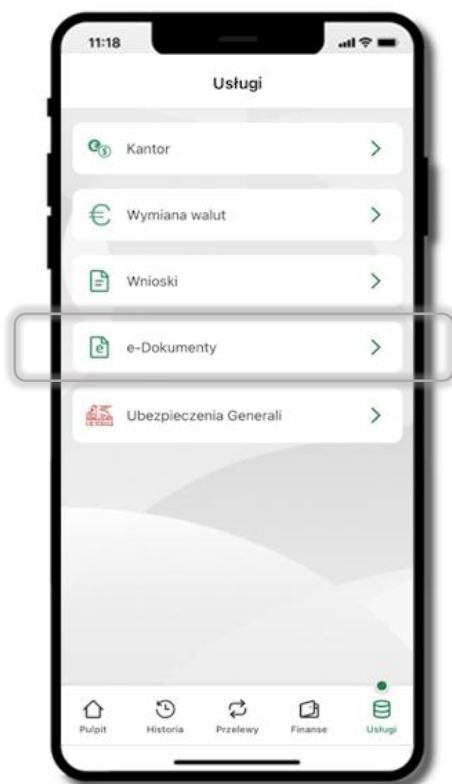 11:18
Usługi
Kantor
Wymiana walut
Wnioski
e-Dokumenty
Ubezpieczenia Generali
Pulpit
Historia
Przelewy
Finanse
Usługi